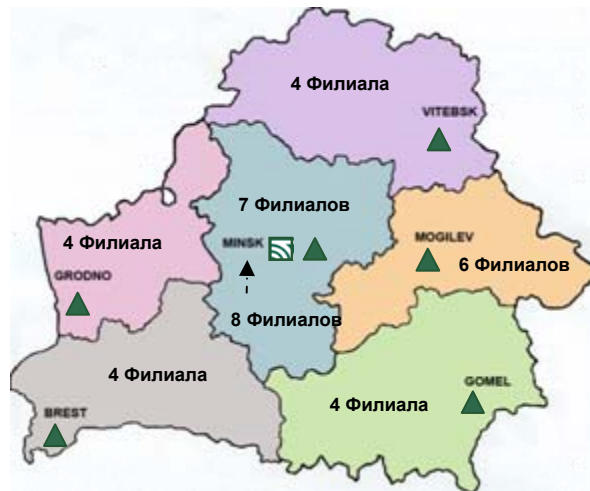 4 Филиала
VITEBSK
7 Филиалов
4 Филиала
MINSK
MOGILEV
6 Филиалов
GRODNO
8 Филиалов
4 Филиала
4 Филиала
GOMEL
BREST